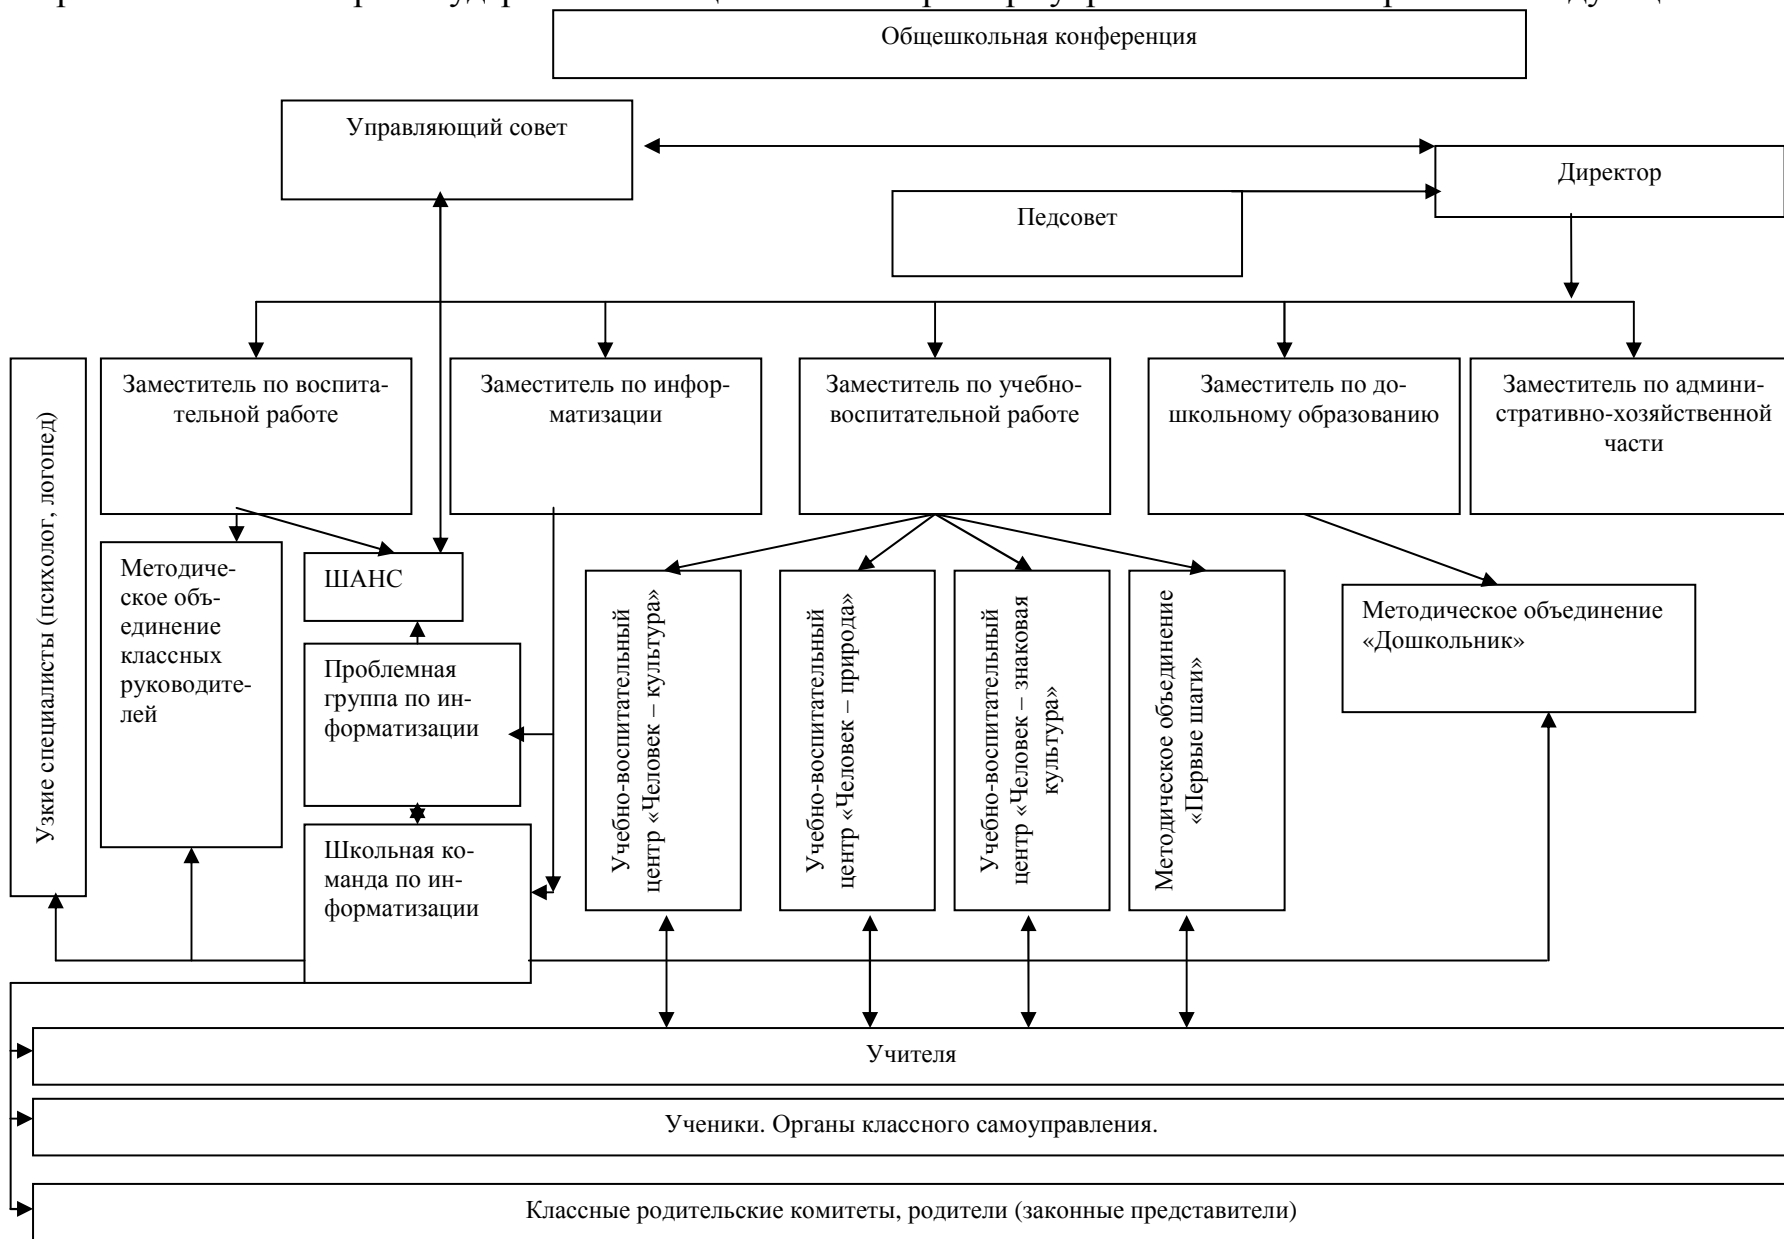 Общешкольная конференция
Управляющий совет
Директор
Педсовет
Заместитель по воспита-
тельной работе
Заместитель по инфор-
матизации
Заместитель по учебно-
воспитательной работе
Заместитель по до-
школьному образованию
Заместитель по админи-
стративно-хозяйственной
части
Узкие специалисты (психолог, логопед)
Методиче-
ское объ-
единение
классных
руководите-
лей
ШАНС
Проблемная
группа по ин-
форматизации
Школьная ко-
манда по ин-
форматизации
Учебно-воспитательный
центр «Человек – культура»
Учебно-воспитательный
центр «Человек – природа»
Учебно-воспитательный
центр «Человек – знаковая
культура»
Методическое объединение
«Первые шаги»
Методическое объединение
«Дошкольник»
Учителя
Ученики. Органы классного самоуправления.
Классные родительские комитеты, родители (законные представители)